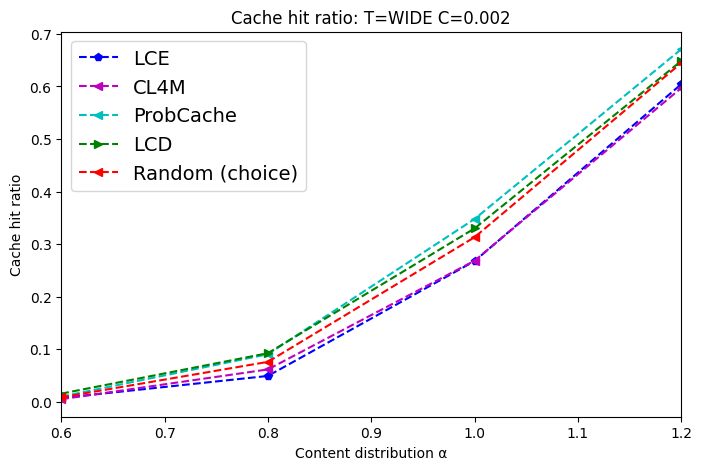 Cache hit ratio: T=WIDE C=0.002
0.7
0.6
0.5
0.4
0.3
0.2
0.1
0.0
Cache hit ratio
LCE
CL4M
ProbCache
LCD
Random (choice)
0.6 0.7 0.8 0.9 1.0 1.1 1.2
Content distribution α